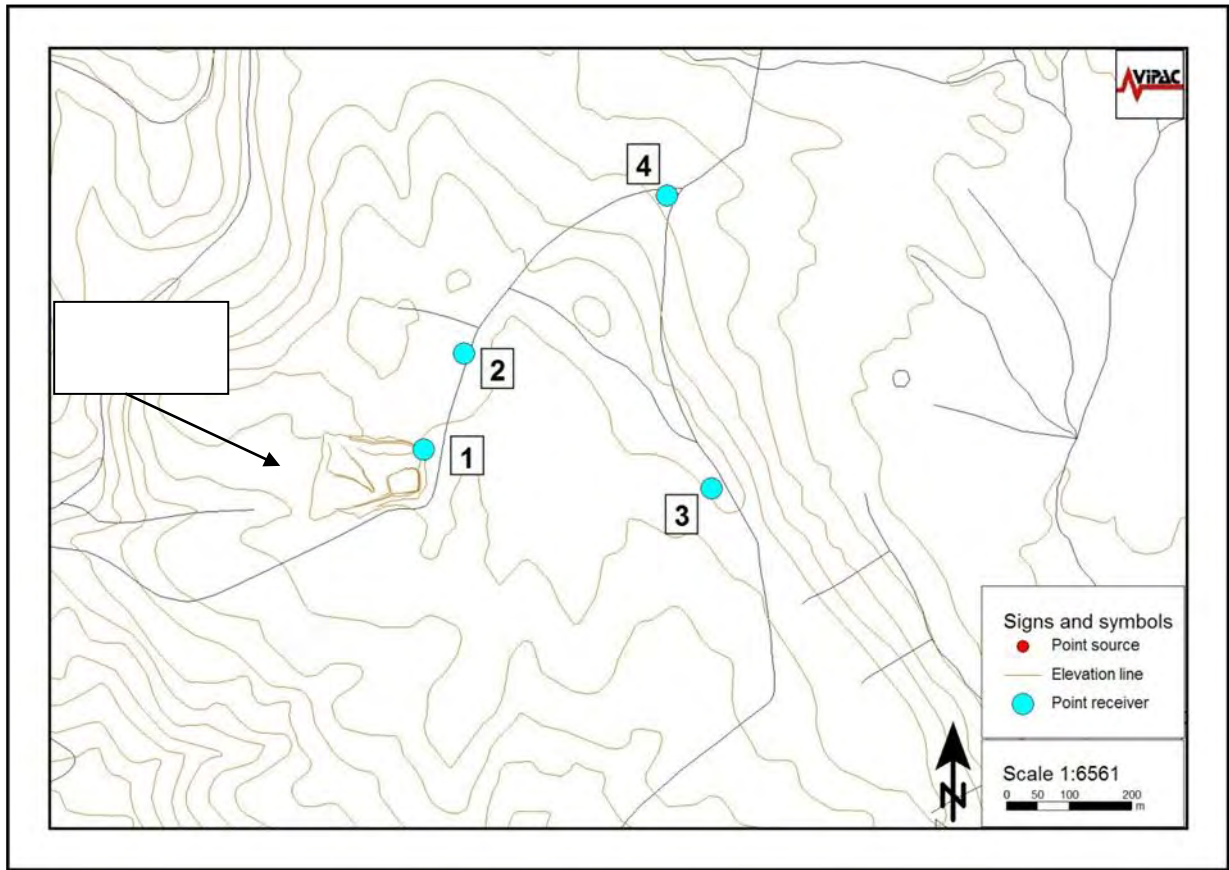 VIPAC
4
2
1
3
Signs and symbols
Point source
Elevation line
Point receiver
N
Scale 1:6561
0 50 100 200
m